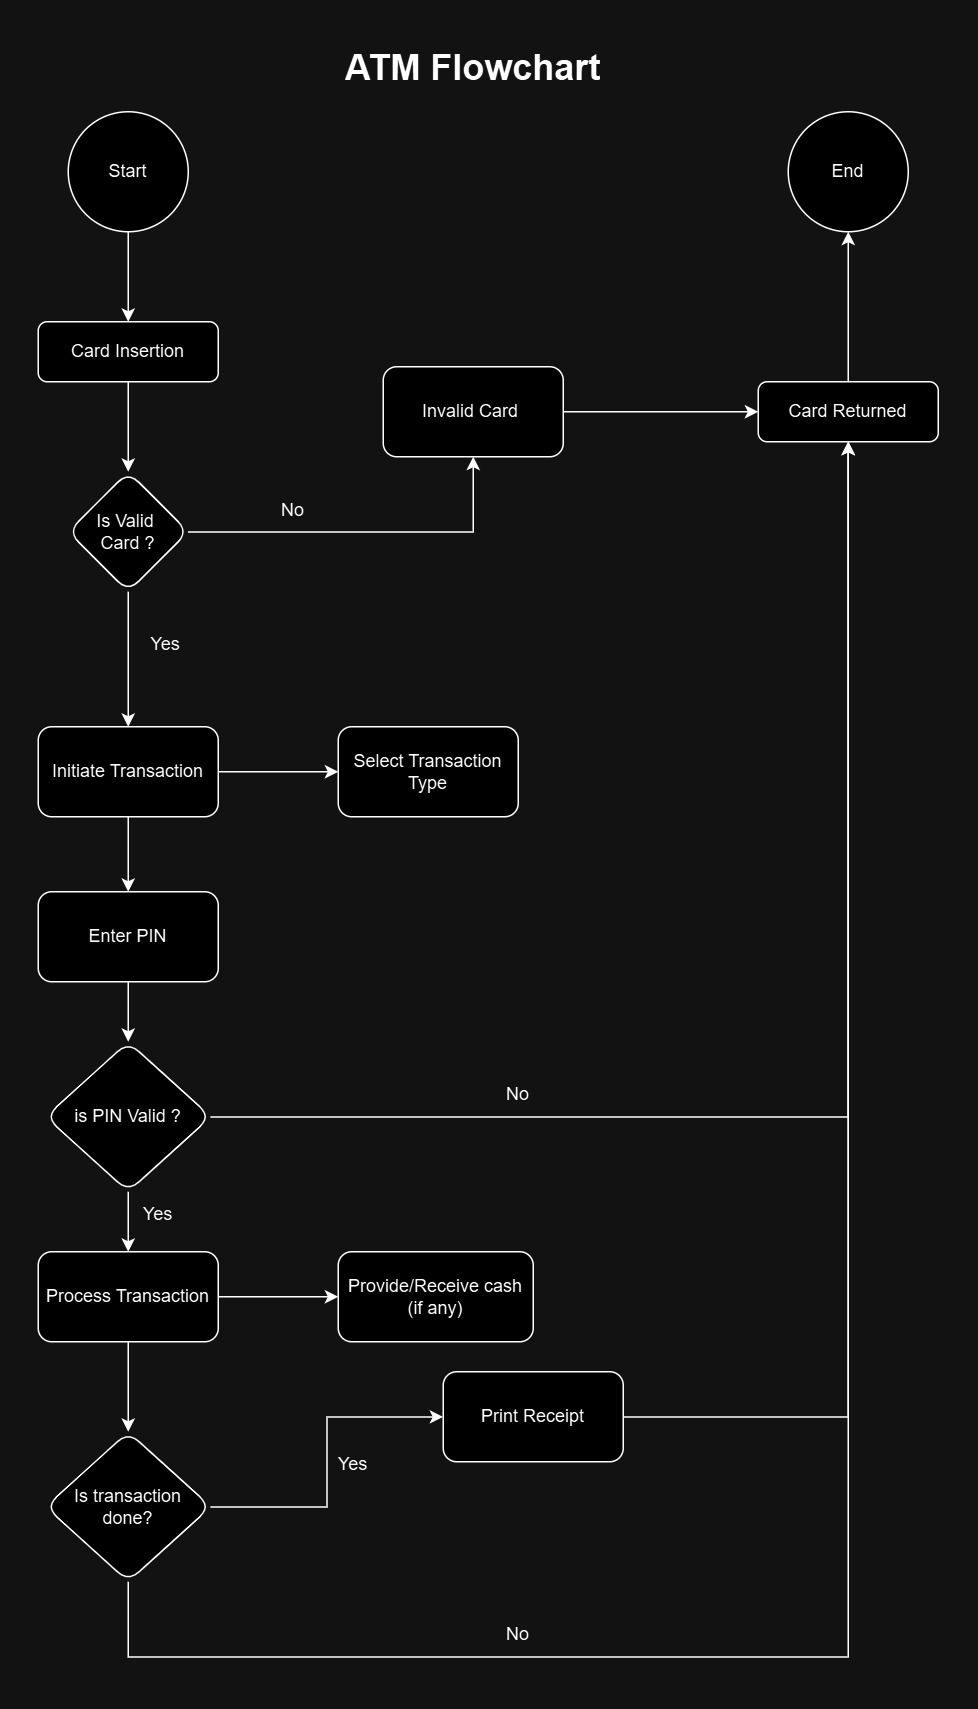 ATM Flowchart
Start
End
Card Insertion
Invalid Card
Card Returned
Is Valid
Card ?
No
Yes
Initiate Transaction
Select Transaction
Type
Enter PIN
is PIN Valid ?
No
Yes
Process Transaction
Provide/Receive cash
(if any)
Print Receipt
Yes
Is transaction
done?
No